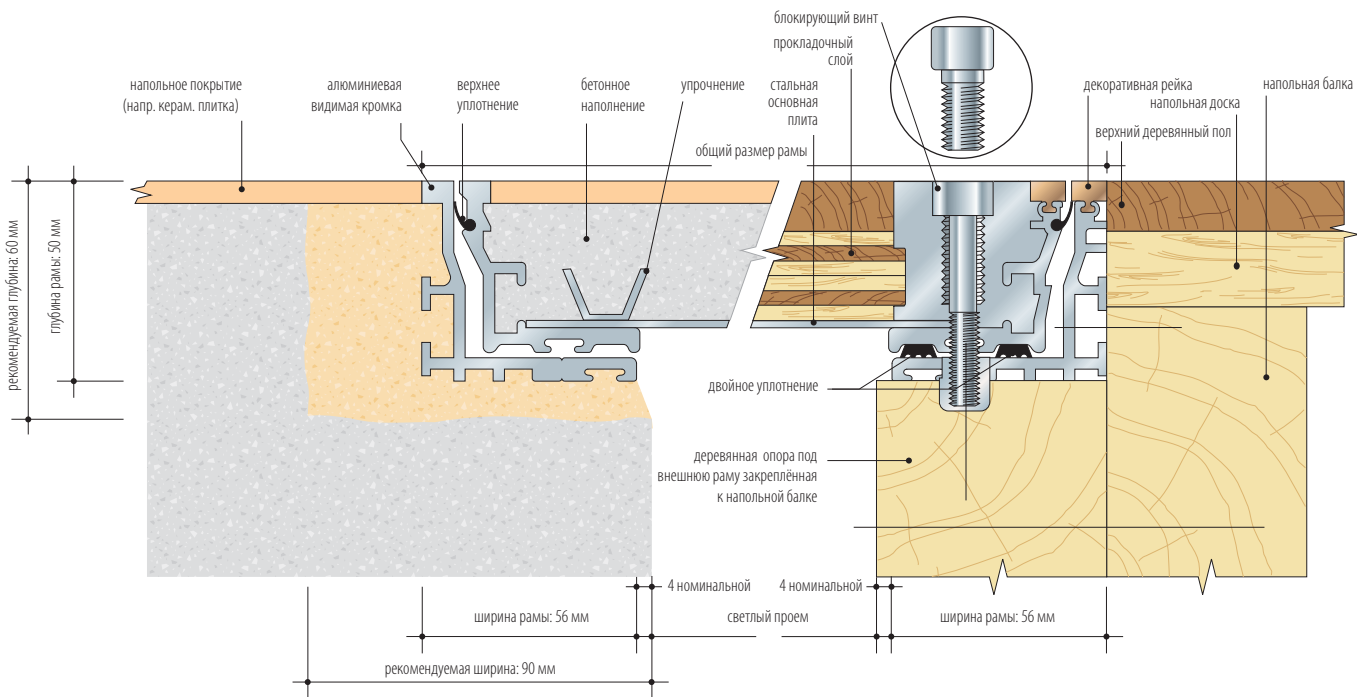 блокирующий винт
прокладочный
слой
напольное покрытие
(напр. керам. плитка)
алюминиевая
видимая кромка
верхнее
уплотнение
бетонное
наполнение
упрочнение
стальная
основная
плита
декоративная рейка
напольная доска
верхний деревянный пол
напольная балка
общий размер рамы
рекомендуемая глубина: 60 мм
глубина рамы: 50 мм
двойное уплотнение
деревянная опора под
внешнюю раму закреплённая
к напольной балке
4 номинальной
4 номинальной
ширина рамы: 56 мм
светлый проем
ширина рамы: 56 мм
рекомендуемая ширина: 90 мм